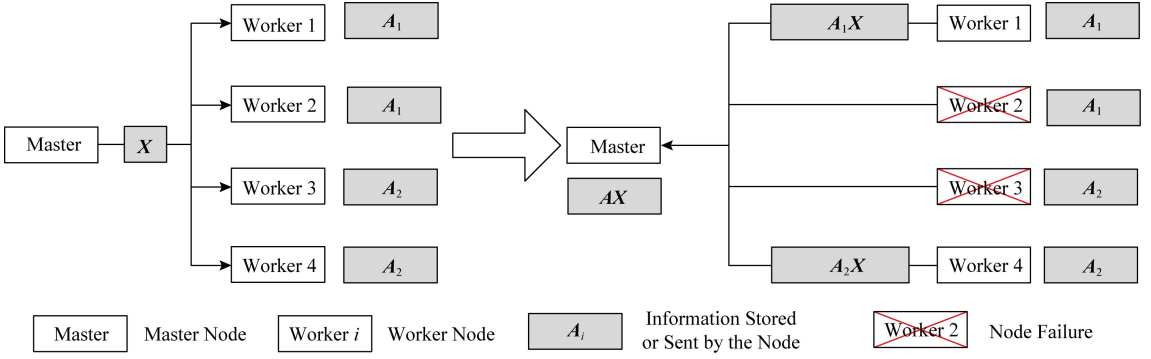 Worker 1 A1 A1X Worker 1 A1
Worker 2 A1 Worker 2 A1
Master X Master
Worker 3 A2 Worker 3 A2
AX
Worker 4 A2 A2X Worker 4 A2
Master Master Node Worker i Worker Node Ai Information Stored
or Sent by the Node Worker 2 Node Failure